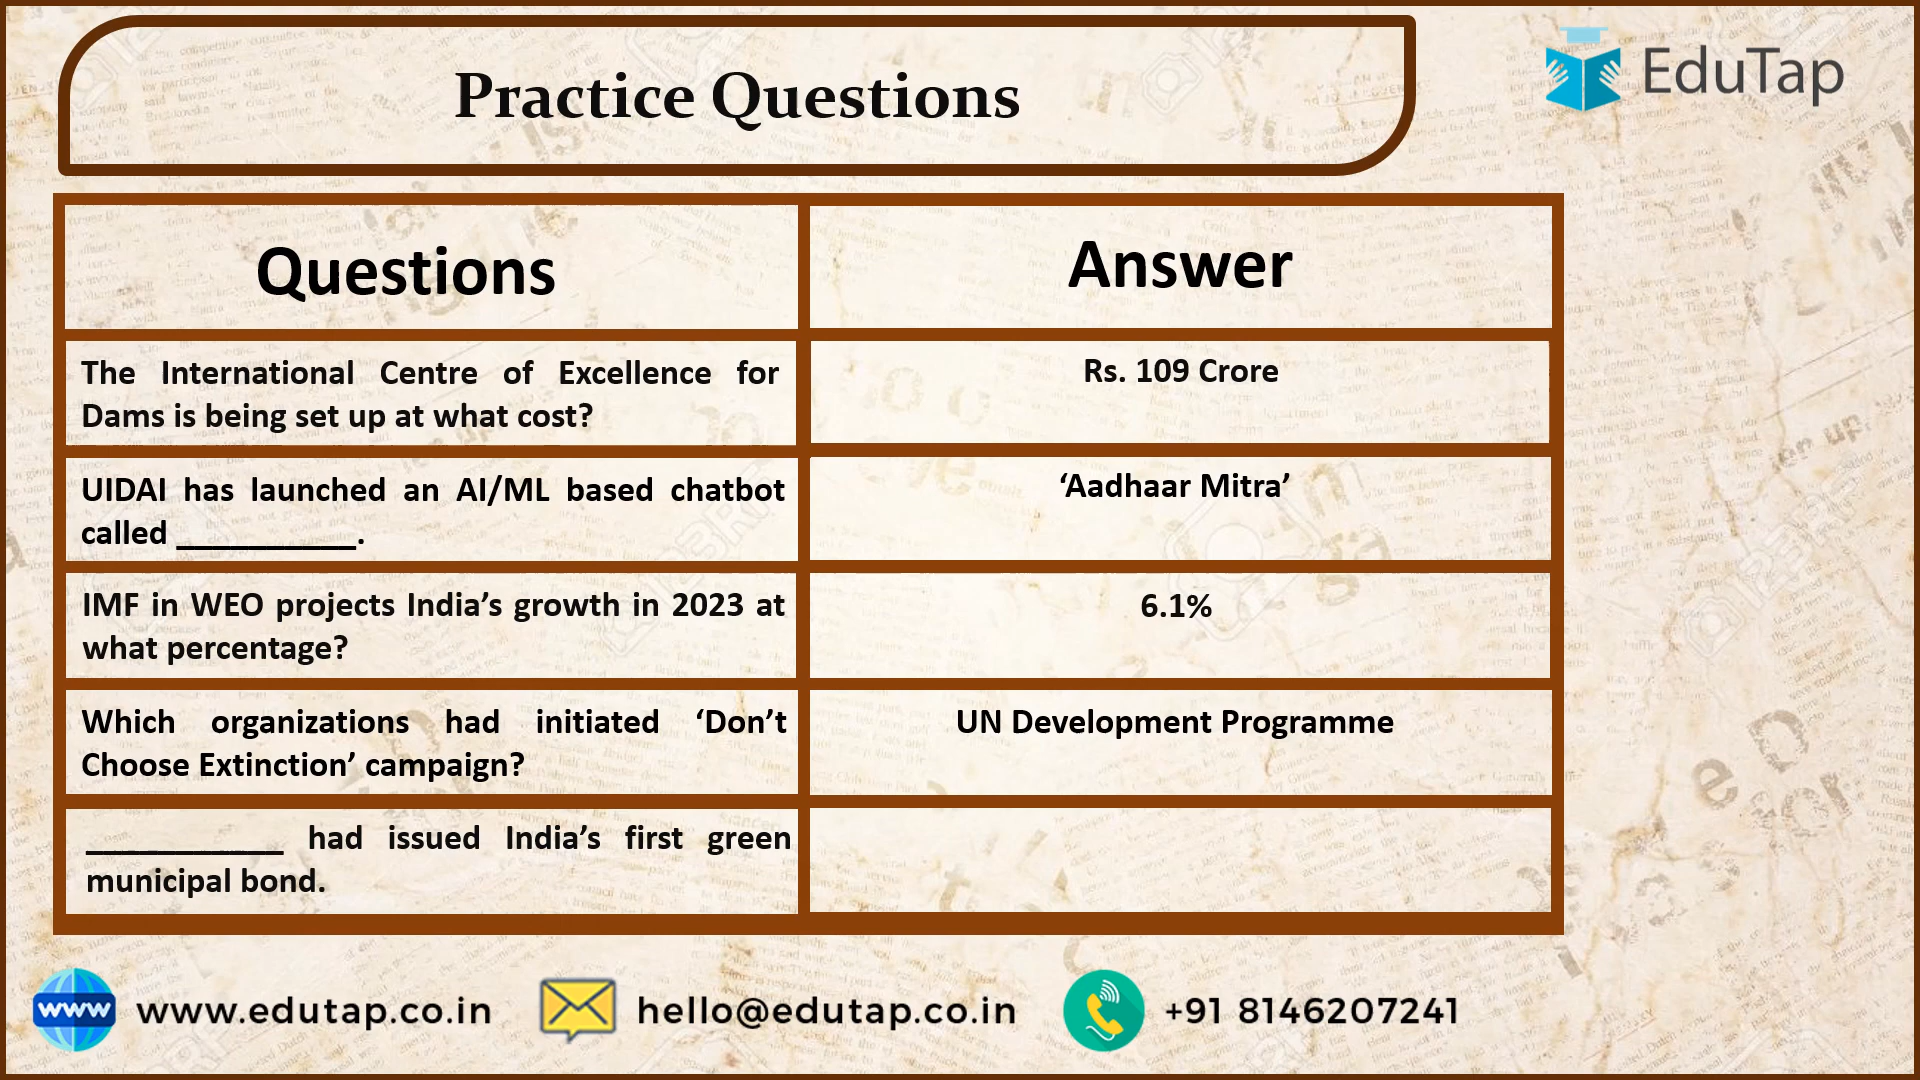 Practice Questions
EduTap
Questions
Answer
The International Centre of Excellence for
Dams is being set up at what cost?
Rs. 109 Crore
UIDAI has launched an AI/ML based chatbot
called ___________.
‘Aadhaar Mitra’
IMF in WEO projects India’s growth in 2023 at
what percentage?
6.1%
Which organizations had initiated ‘Don’t
Choose Extinction’ campaign?
UN Development Programme
____________ had issued India’s first green
municipal bond.
www
www.edutap.co.in
hello@edutap.co.in
+91 8146207241